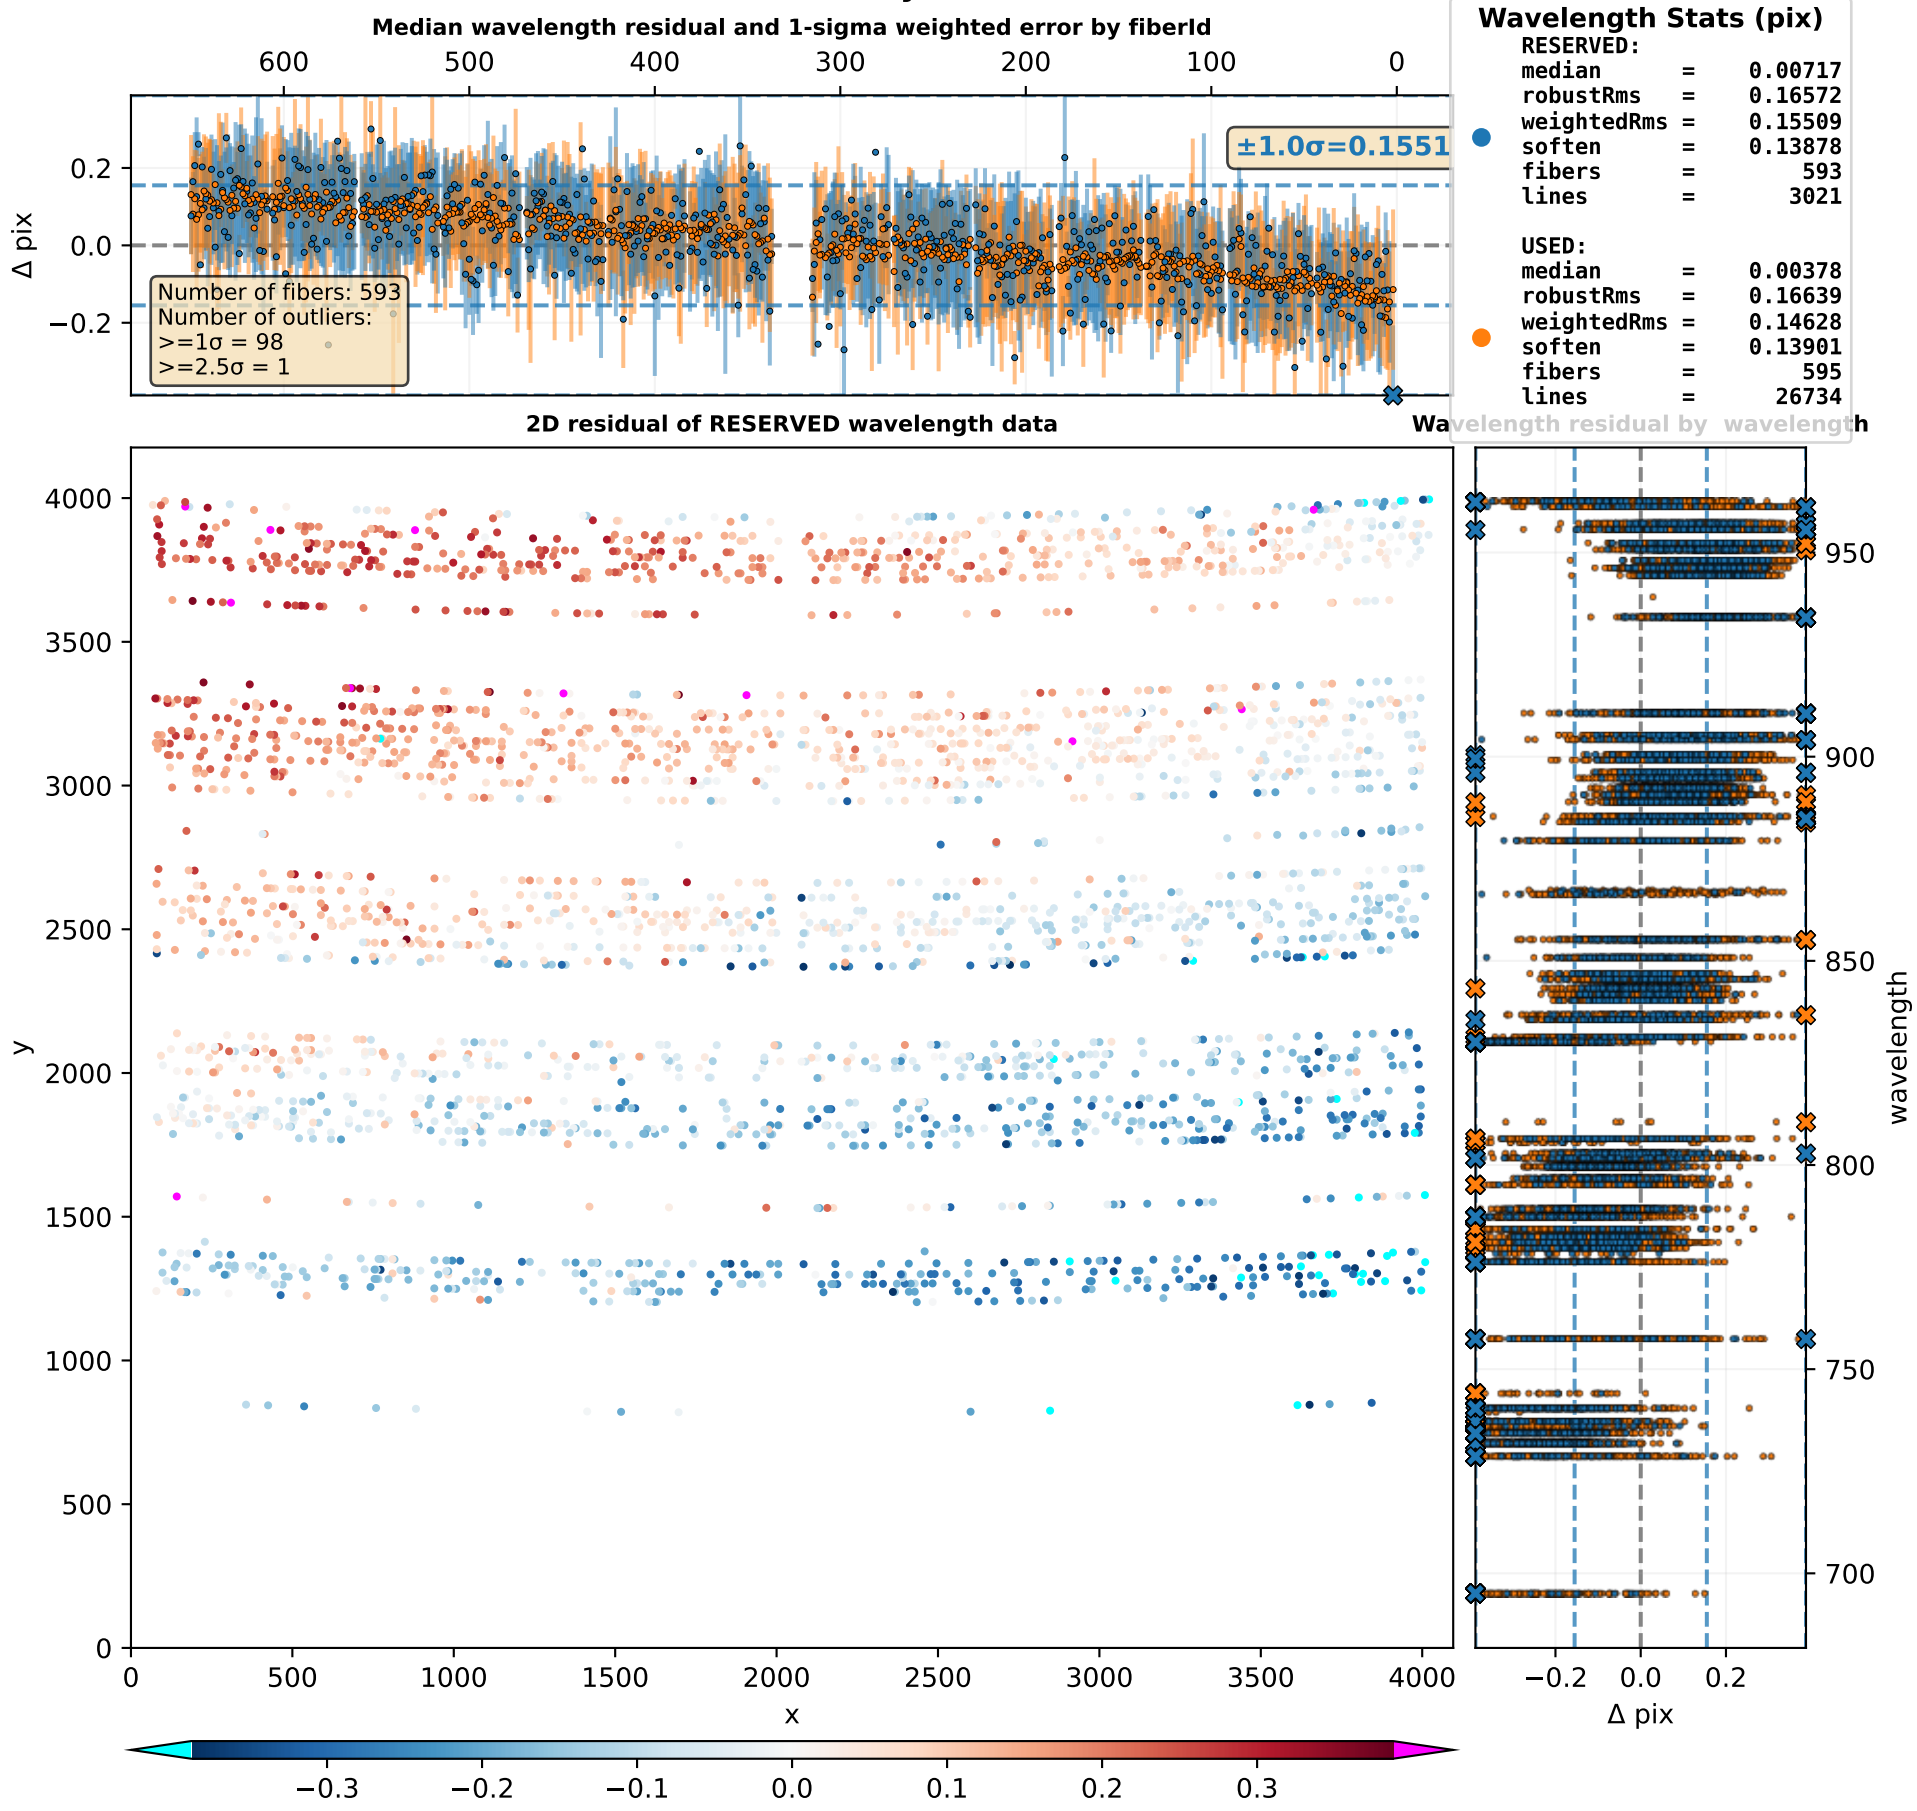 Median wavelength residual and 1-sigma weighted error by fiberId
600 500 400 300 200 100 0
0.2
0.0
−0.2
Δ pix
±1.0σ=0.1551
Number of fibers: 593
Number of outliers:
>=1σ = 98
>=2.5σ = 1
Wavelength Stats (pix)
RESERVED:
median = 0.00717
robustRms = 0.16572
weightedRms = 0.15509
soften = 0.13878
fibers = 593
lines = 3021
USED:
median = 0.00378
robustRms = 0.16639
weightedRms = 0.14628
soften = 0.13901
fibers = 595
lines = 26734
2D residual of RESERVED wavelength data
Wavelength residual by  wavelength
4000
3500
3000
2500
2000
1500
1000
500
0
y
0 500 1000 1500 2000 2500 3000 3500 4000
x
950
900
850
800
750
700
wavelength
−0.2 0.0 0.2
Δ pix
−0.3 −0.2 −0.1 0.0 0.1 0.2 0.3